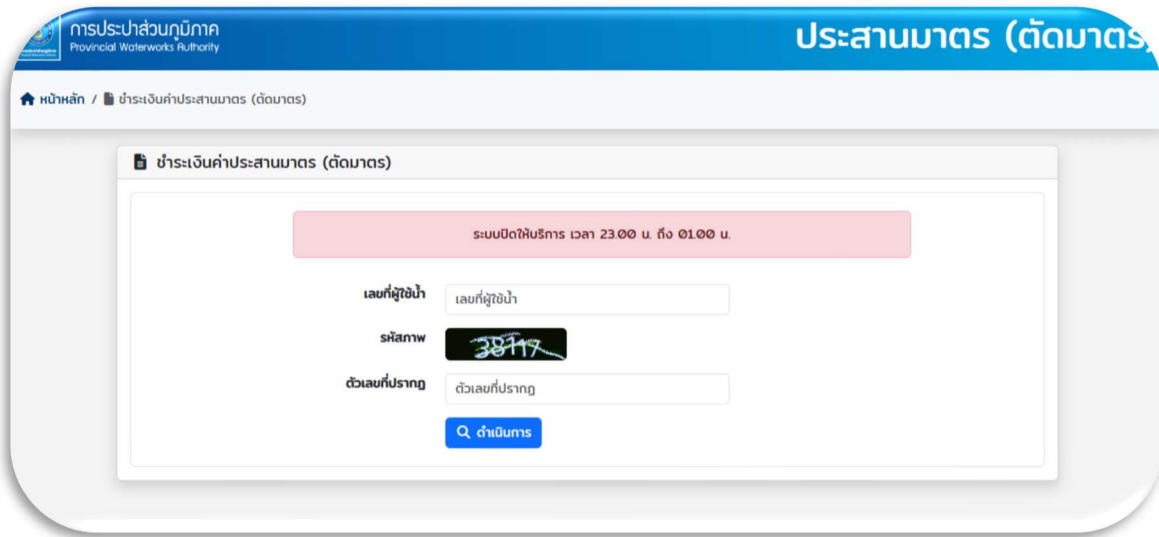 การประปาส่วนภูมิภาค
Provincial Waterworks Authority
ประสานมาตร (ตัดมาตร)
หน้าหลัก / ชำระเงินค่าประสานมาตร (ตัดมาตร)
ชำระเงินค่าประสานมาตร (ตัดมาตร)
ระบบปิดให้บริการ เวลา 23.00 น. ถึง 01.00 น.
เลขที่ผู้ใช้น้ำ เลขที่ผู้ใช้น้ำ
รหัสภาพ
ตัวเลขที่ปรากฏ ตัวเลขที่ปรากฏ
ดำเนินการ